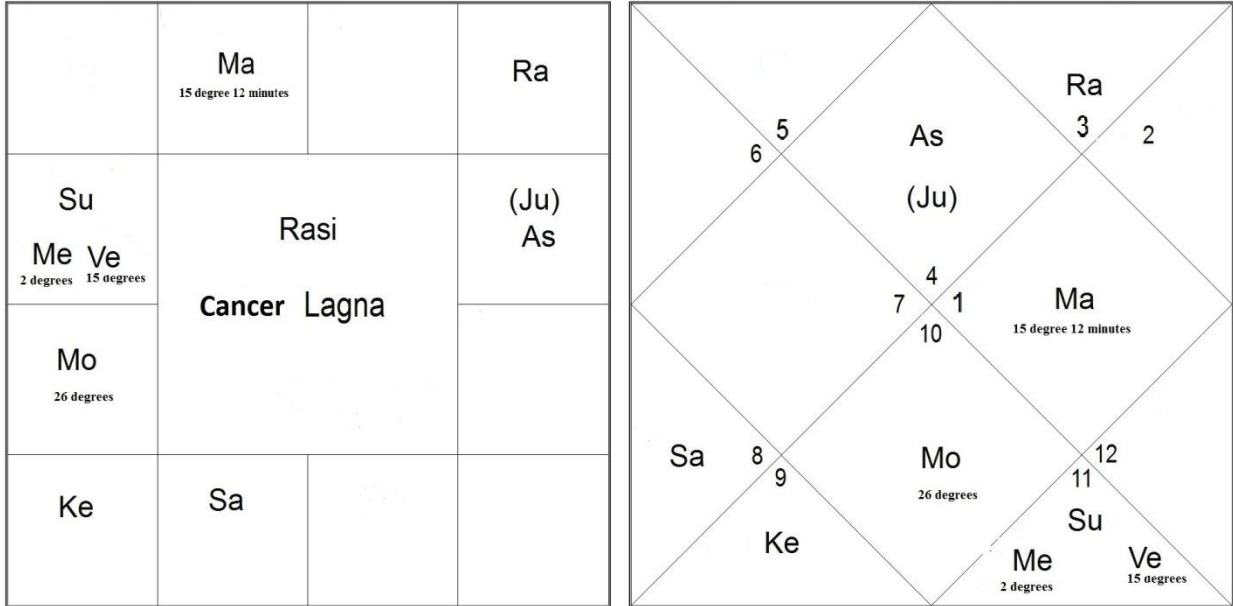 Ma
15 degree 12 minutes
Ra
Su
Me Ve
2 degrees 15 degrees
(Ju)
As
Rasi
Cancer Lagna
Mo
26 degrees
Ke
Sa
Ra
5
3
2
6
As
(Ju)
4
7
1
10
Ma
15 degree 12 minutes
Sa
8
9
Mo
26 degrees
12
11
Ke
Su
Me
2 degrees
Ve
15 degrees